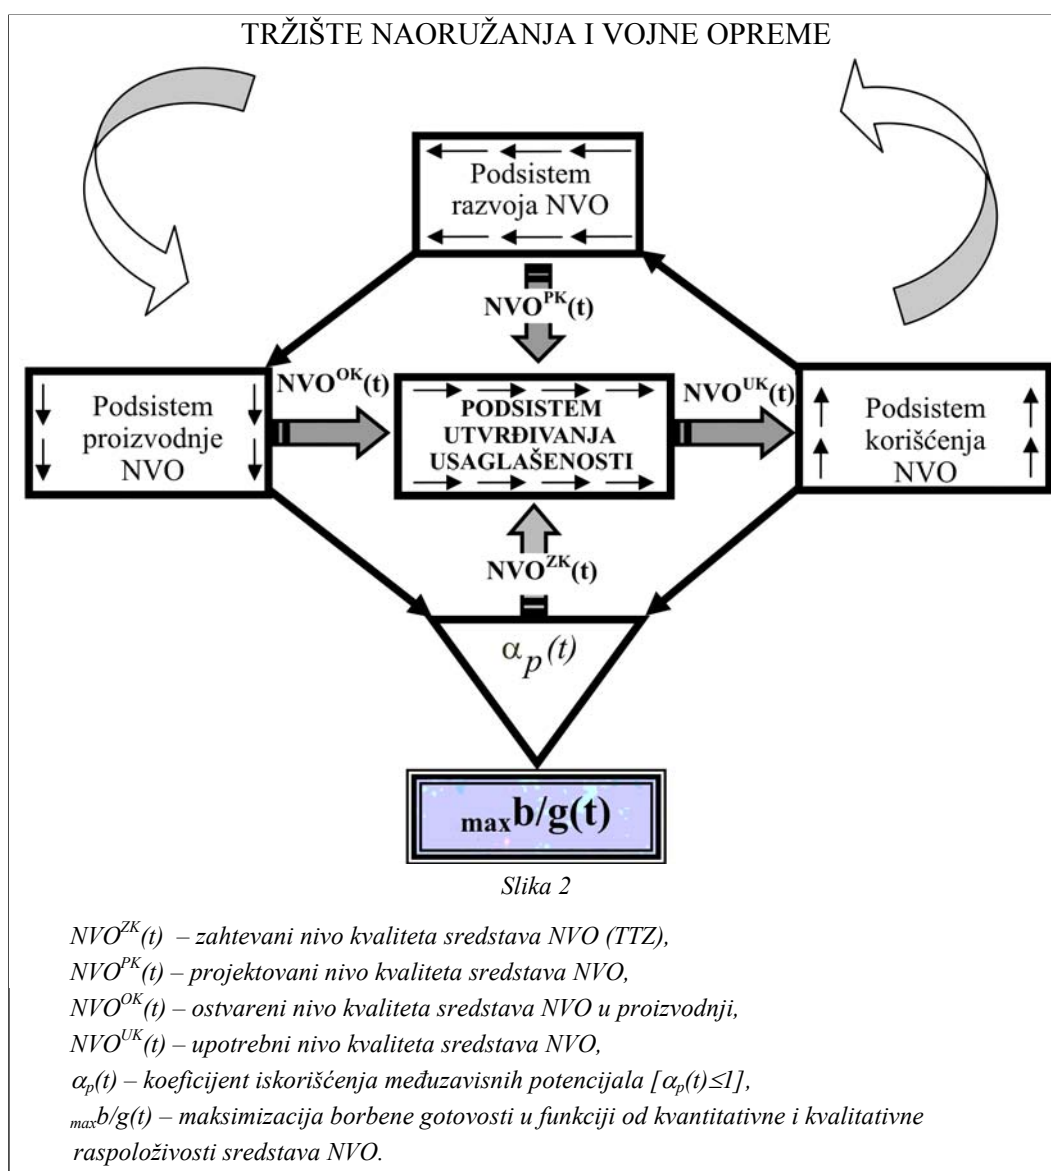 TRŽIŠTE NAORUŽANJA I VOJNE OPREME
Podsistem
razvoja NVO
NVO^PK(t)
NVO^OK(t)
NVO^UK(t)
Podsistem
proizvodnje
NVO
PODSISTEM
UTVRĐIVANJA
USAGLAŠENOSTI
Podsistem
korišćenja
NVO
NVO^ZK(t)
α_p(t)
max b/g(t)
Slika 2
NVO^ZK(t) – zahtevani nivo kvaliteta sredstava NVO (TTZ),
NVO^PK(t) – projektovani nivo kvaliteta sredstava NVO,
NVO^OK(t) – ostvareni nivo kvaliteta sredstava NVO u proizvodnji,
NVO^UK(t) – upotrebni nivo kvaliteta sredstava NVO,
α_p(t) – koeficijent iskorišćenja međuzavisnih potencijala [α_p(t)≤1],
max b/g(t) – maksimizacija borbene gotovosti u funkciji od kvantitativne i kvalitativne
raspoloživosti sredstava NVO.